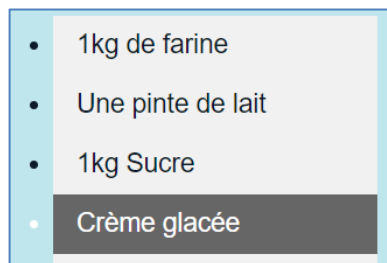 1kg de farine
Une pinte de lait
1kg Sucre
Crème glacée